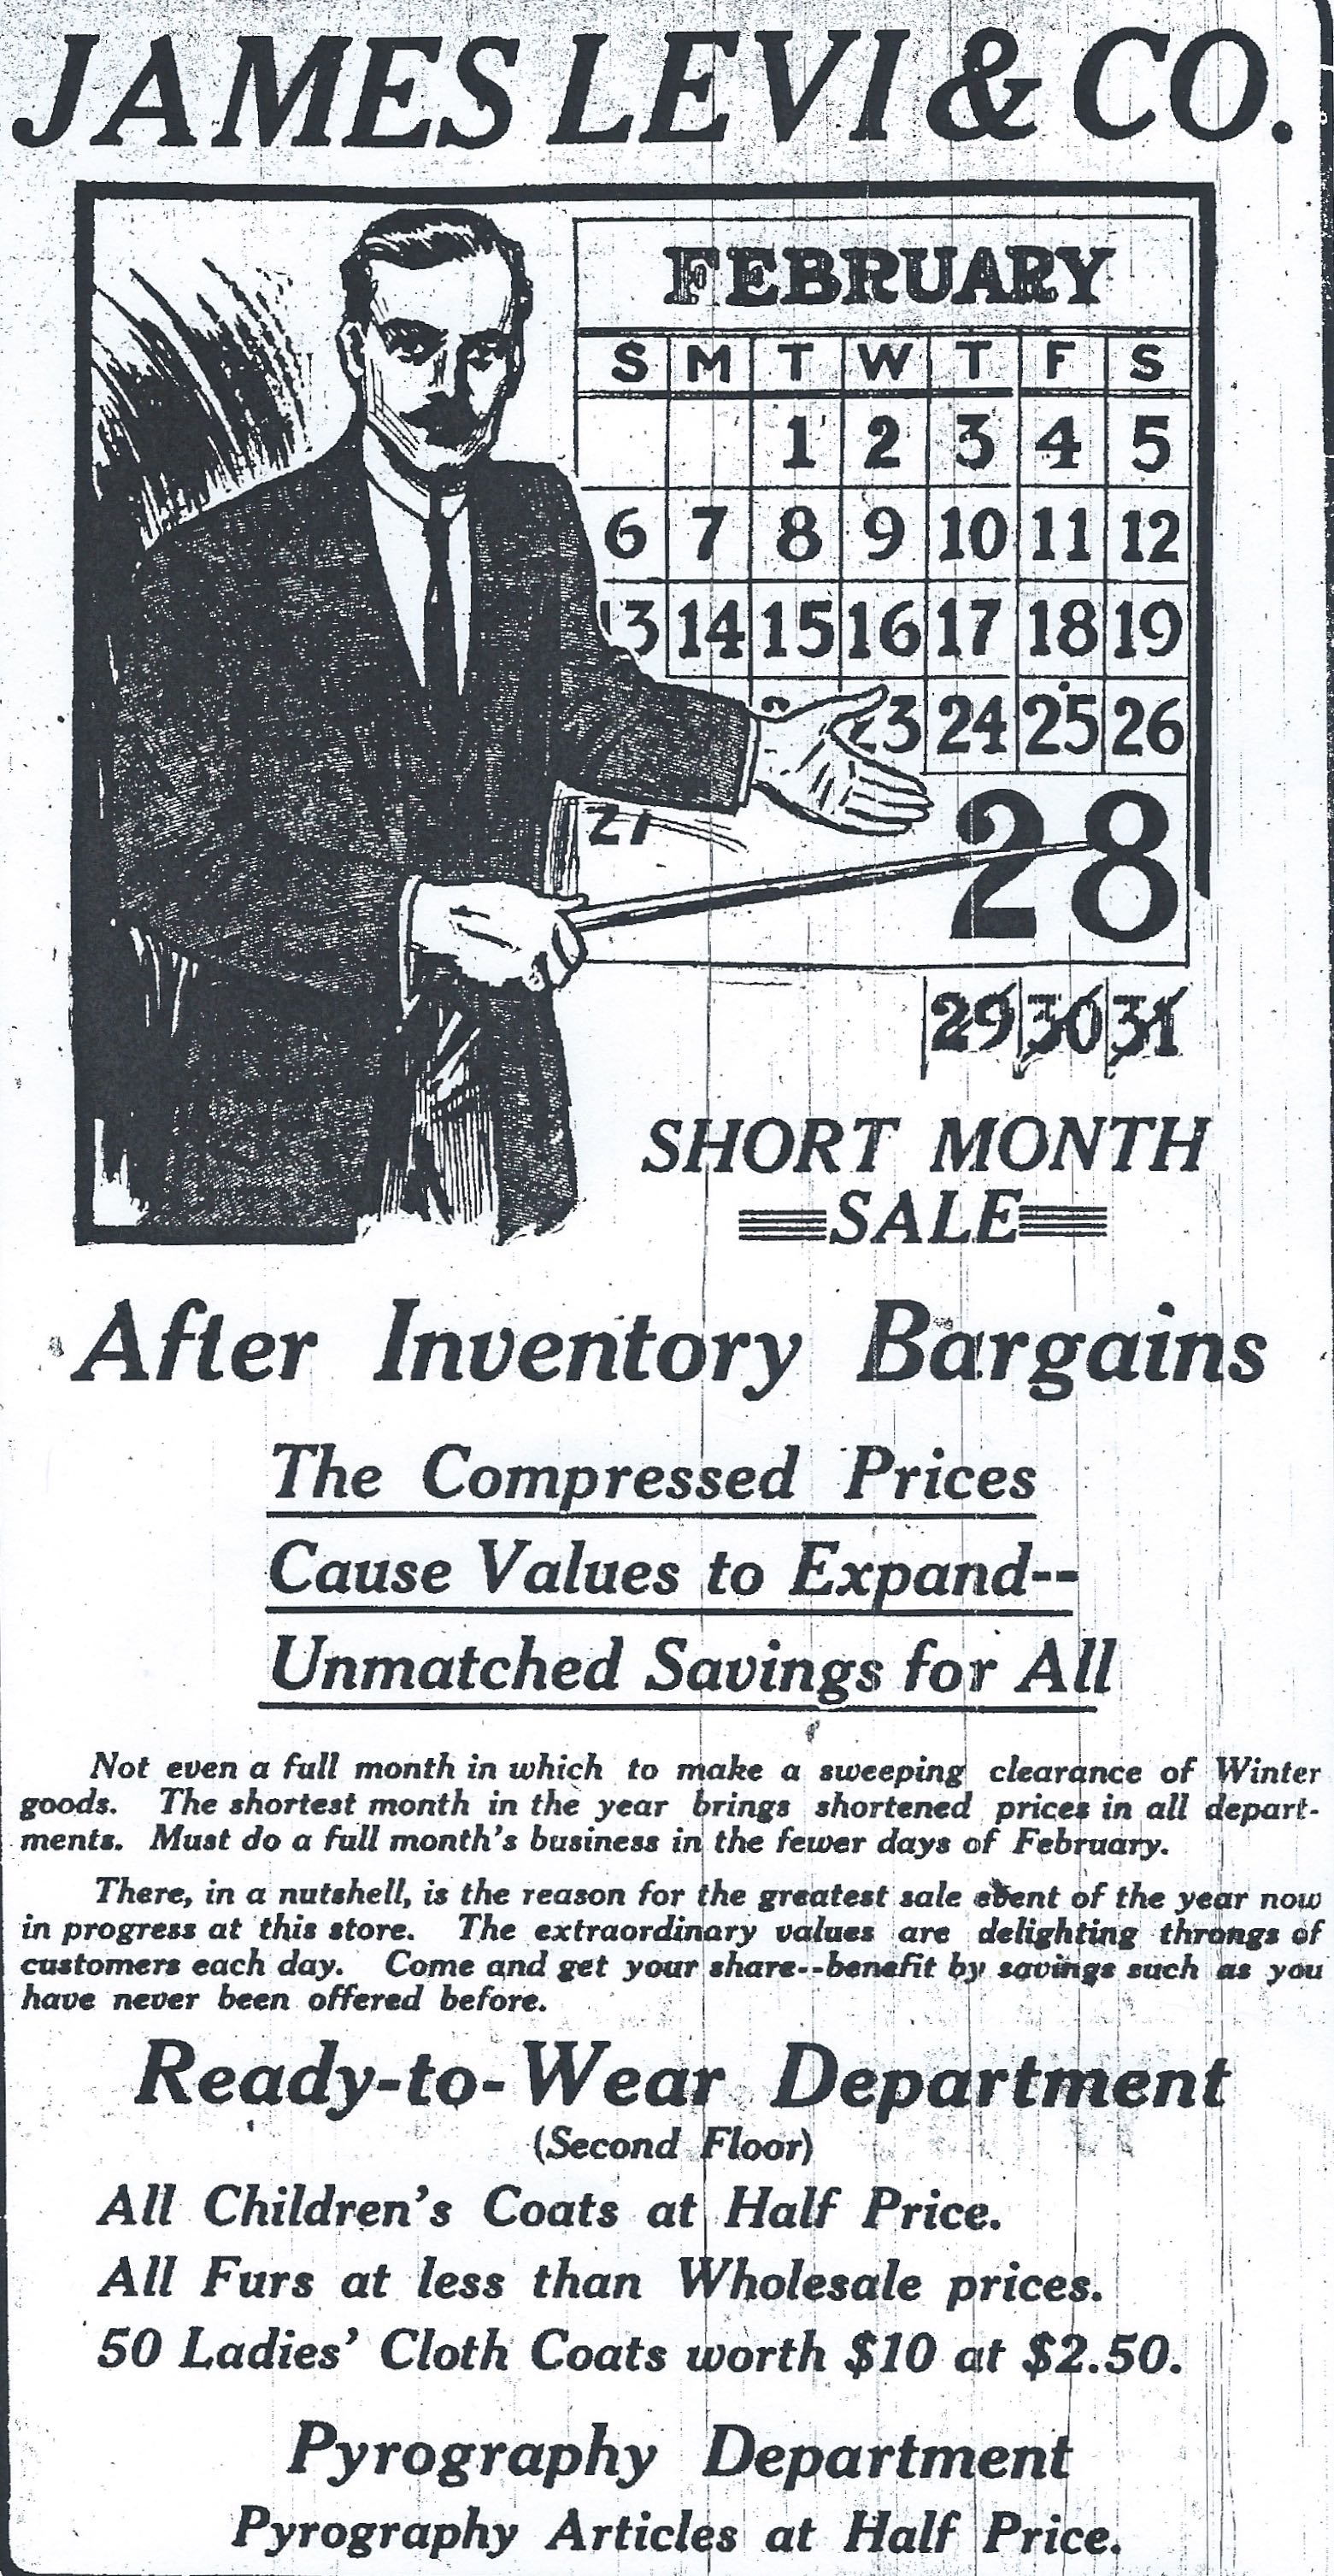 JAMES LEVI & CO.
FEBRUARY
S M T W T F S
1 2 3 4 5
6 7 8 9 10 11 12
13 14 15 16 17 18 19
23 24 25 26
27 28
29 30 31
SHORT MONTH
SALE
After Inventory Bargains
The Compressed Prices
Cause Values to Expand--
Unmatched Savings for All
Not even a full month in which to make a sweeping clearance of Winter
goods. The shortest month in the year brings shortened prices in all depart-
ments. Must do a full month's business in the fewer days of February.
There, in a nutshell, is the reason for the greatest sale event of the year now
in progress at this store. The extraordinary values are delighting throngs of
customers each day. Come and get your share--benefit by savings such as you
have never been offered before.
Ready-to-Wear Department
(Second Floor)
All Children's Coats at Half Price.
All Furs at less than Wholesale prices.
50 Ladies' Cloth Coats worth $10 at $2.50.
Pyrography Department
Pyrography Articles at Half Price.